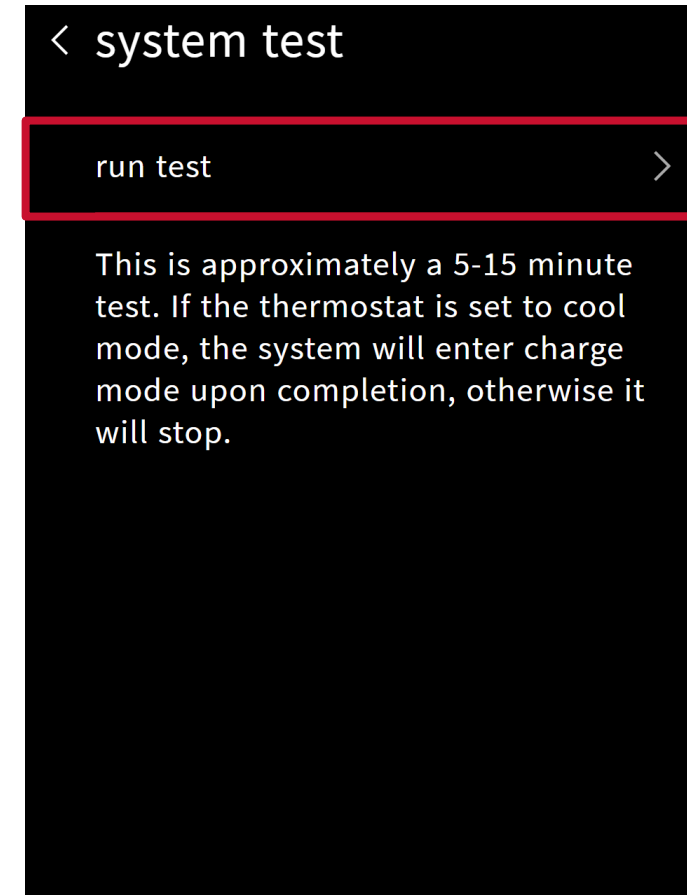 system test
run test
This is approximately a 5-15 minute
test. If the thermostat is set to cool
mode, the system will enter charge
mode upon completion, otherwise it
will stop.